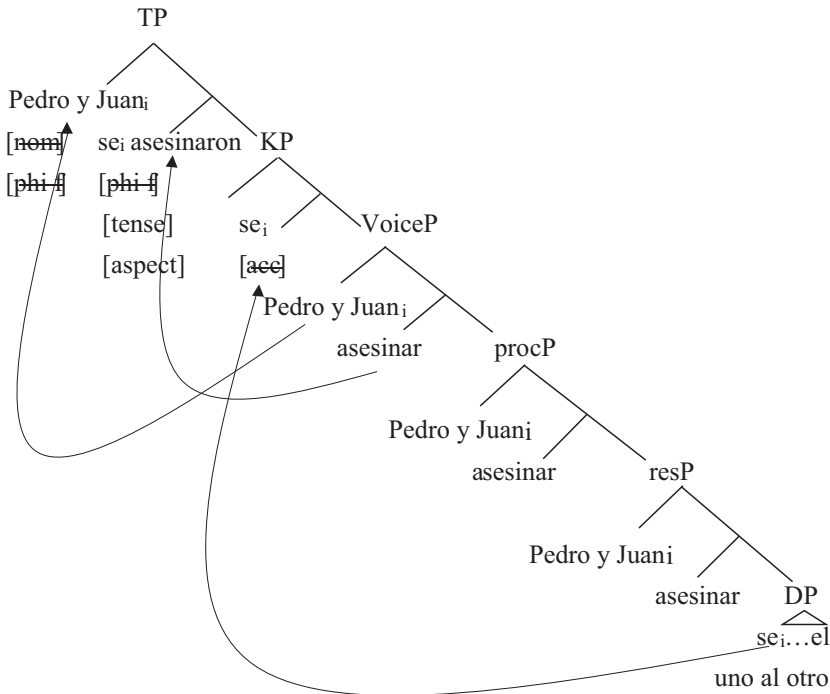 TP
Pedro y Juani
[nom] sei asesinaron KP
[phi f] [phi f]
[tense] sei VoiceP
[aspect] [acc]
Pedro y Juani
asesinar procP
Pedro y Juani
asesinar resP
Pedro y Juani
asesinar DP
sei…el
uno al otro